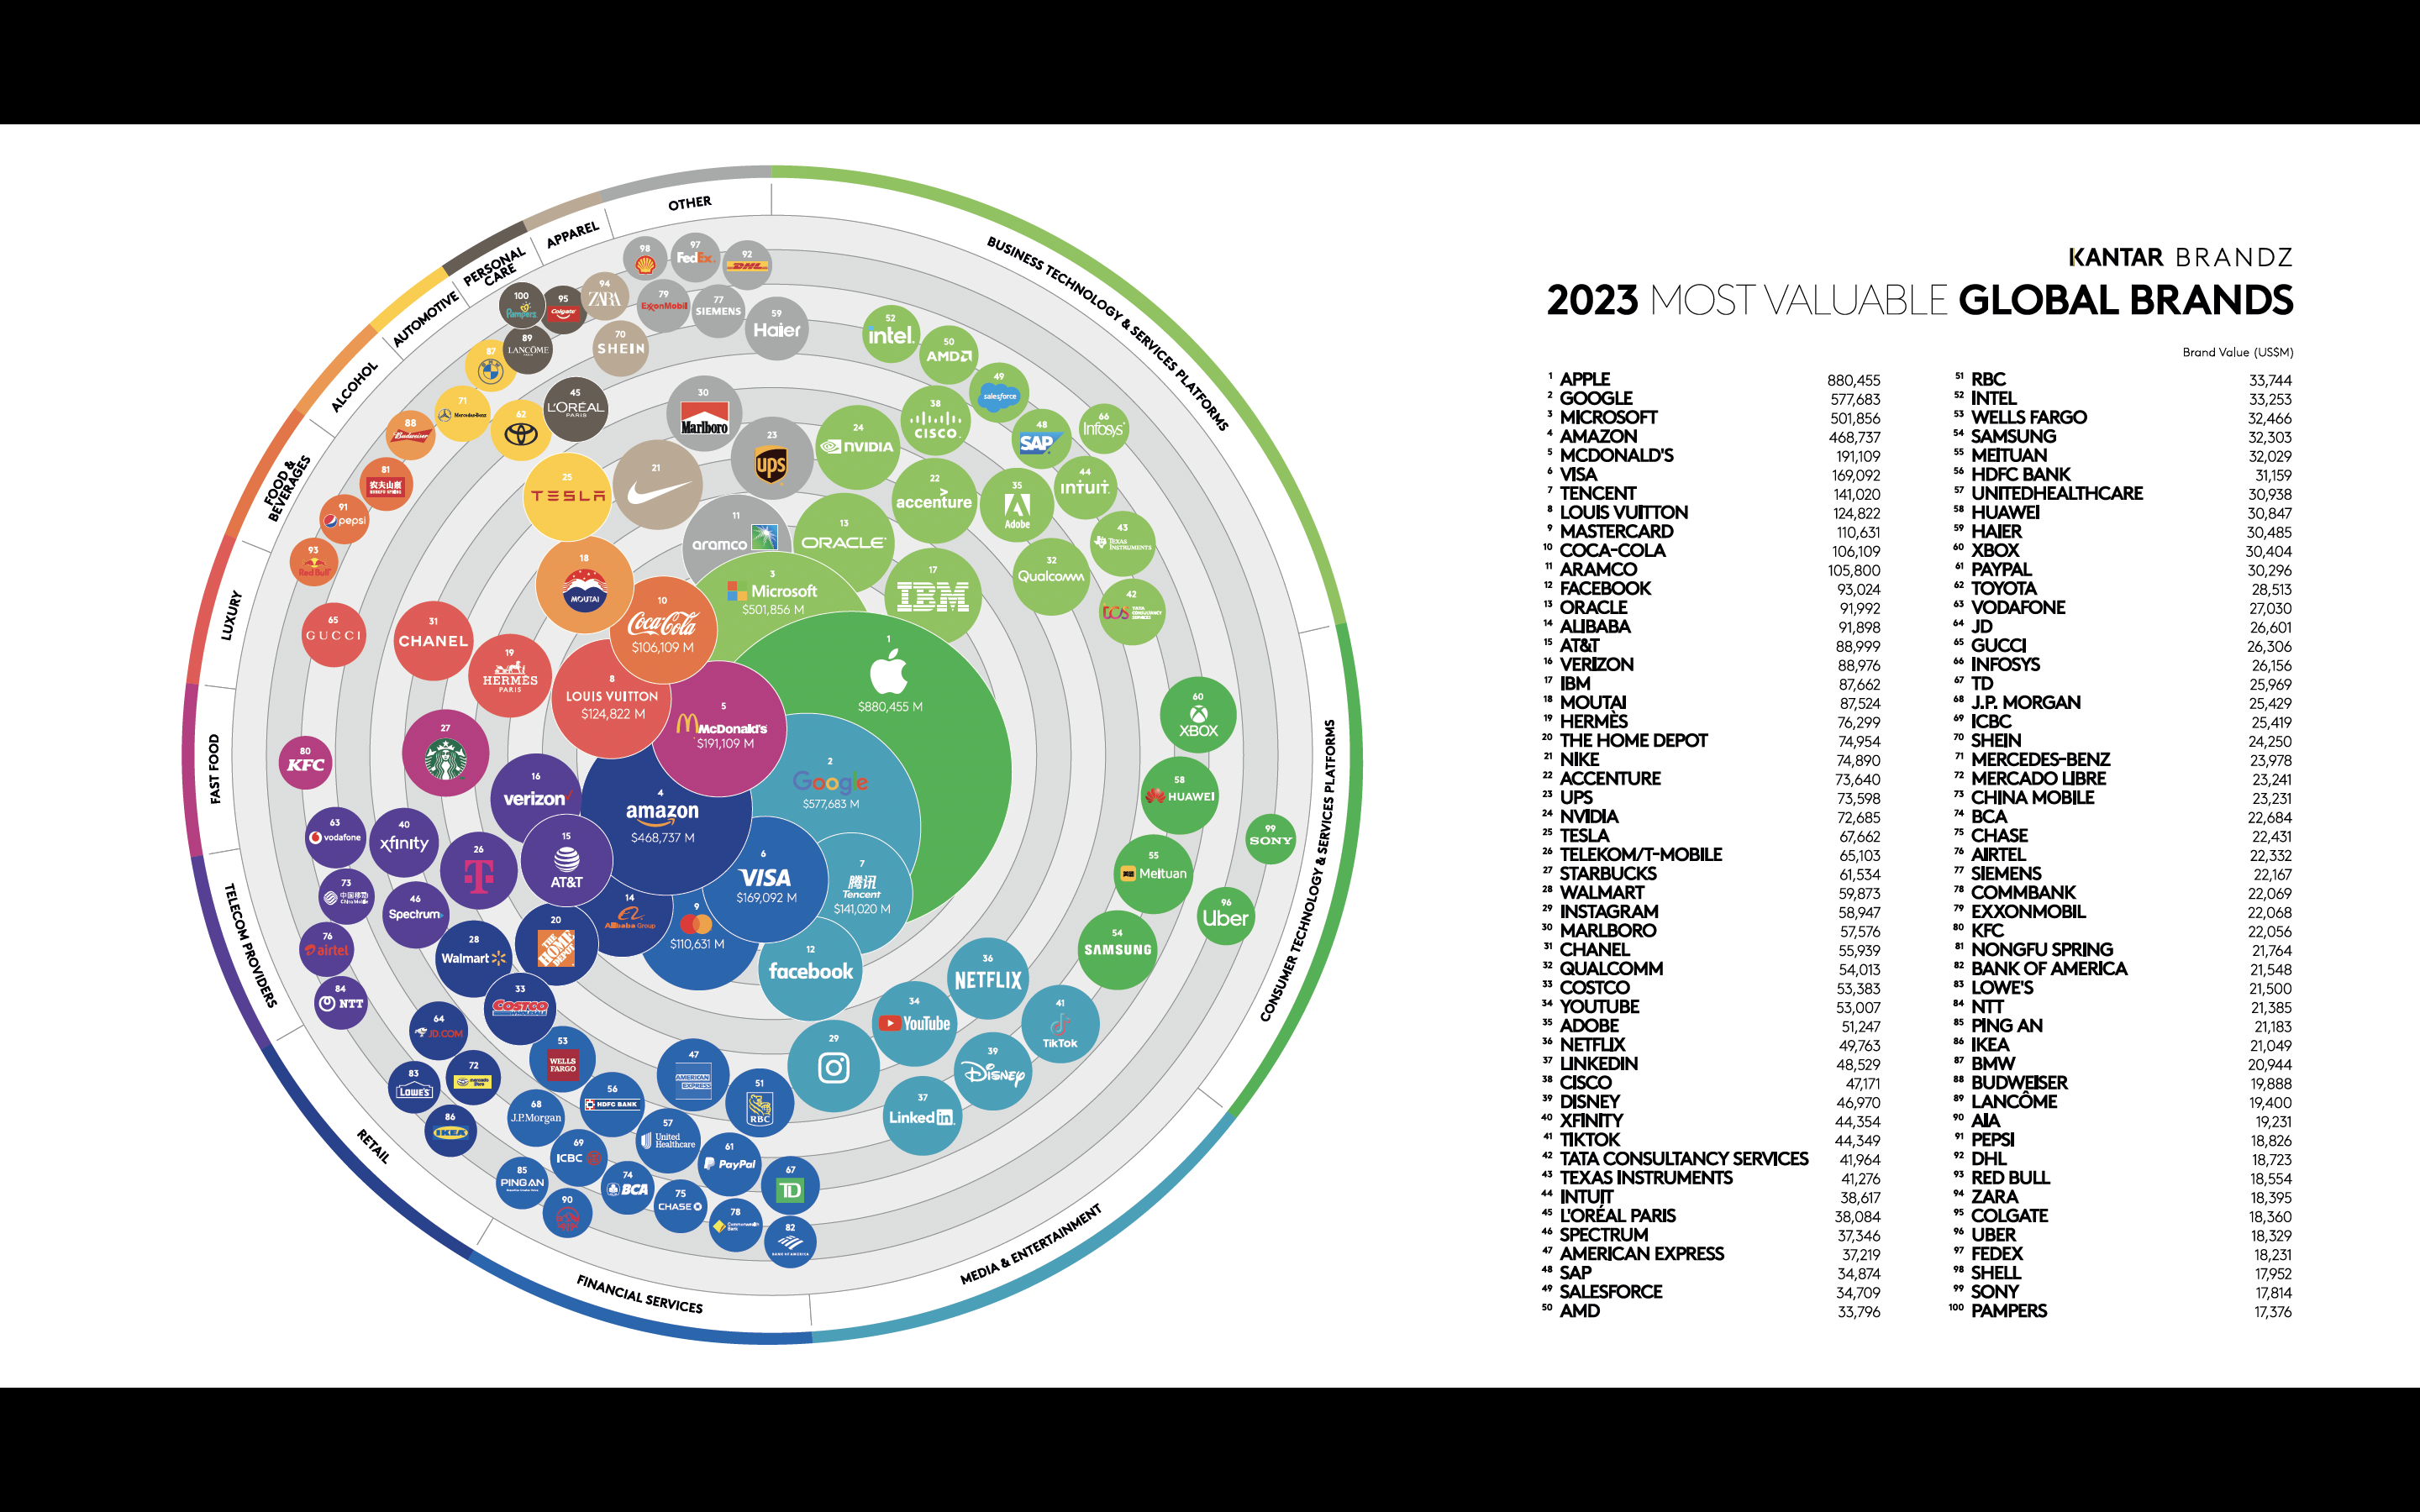 KANTAR BRANDZ
2023 MOST VALUABLE GLOBAL BRANDS
Brand Value (US$M)
1 APPLE 880,455
2 GOOGLE 577,683
3 MICROSOFT 501,856
4 AMAZON 468,737
5 MCDONALD'S 191,109
6 VISA 169,092
7 TENCENT 141,020
8 LOUIS VUITTON 124,822
9 MASTERCARD 110,631
10 COCA-COLA 106,109
11 ARAMCO 105,800
12 FACEBOOK 93,024
13 ORACLE 91,992
14 ALIBABA 91,898
15 AT&T 88,999
16 VERIZON 88,976
17 IBM 87,662
18 MOUTAI 87,524
19 HERMÈS 76,299
20 THE HOME DEPOT 74,954
21 NIKE 74,890
22 ACCENTURE 73,640
23 UPS 73,598
24 NVIDIA 72,685
25 TESLA 67,662
26 TELEKOM/T-MOBILE 65,103
27 STARBUCKS 61,534
28 WALMART 59,873
29 INSTAGRAM 58,947
30 MARLBORO 57,576
31 CHANEL 55,939
32 QUALCOMM 54,013
33 COSTCO 53,383
34 YOUTUBE 53,007
35 ADOBE 51,247
36 NETFLIX 49,763
37 LINKEDIN 48,529
38 CISCO 47,171
39 DISNEY 46,970
40 XFINITY 44,354
41 TIKTOK 44,349
42 TATA CONSULTANCY SERVICES 41,964
43 TEXAS INSTRUMENTS 41,276
44 INTUIT 38,617
45 L'ORÉAL PARIS 38,084
46 SPECTRUM 37,346
47 AMERICAN EXPRESS 37,219
48 SAP 34,874
49 SALESFORCE 34,709
50 AMD 33,796
51 RBC 33,744
52 INTEL 33,253
53 WELLS FARGO 32,466
54 SAMSUNG 32,303
55 MEITUAN 32,029
56 HDFC BANK 31,159
57 UNITEDHEALTHCARE 30,938
58 HUAWEI 30,847
59 HAIER 30,485
60 XBOX 30,404
61 PAYPAL 30,296
62 TOYOTA 28,513
63 VODAFONE 27,030
64 JD 26,601
65 GUCCI 26,306
66 INFOSYS 26,156
67 TD 25,969
68 J.P. MORGAN 25,429
69 ICBC 25,419
70 SHEIN 24,250
71 MERCEDES-BENZ 23,978
72 MERCADO LIBRE 23,241
73 CHINA MOBILE 23,231
74 BCA 22,684
75 CHASE 22,431
76 AIRTEL 22,332
77 SIEMENS 22,167
78 COMMBANK 22,069
79 EXXONMOBIL 22,068
80 KFC 22,056
81 NONGFU SPRING 21,764
82 BANK OF AMERICA 21,548
83 LOWE'S 21,500
84 NTT 21,385
85 PING AN 21,183
86 IKEA 21,049
87 BMW 20,944
88 BUDWEISER 19,888
89 LANCÔME 19,400
90 AIA 19,231
91 PEPSI 18,826
92 DHL 18,723
93 RED BULL 18,554
94 ZARA 18,395
95 COLGATE 18,360
96 UBER 18,329
97 FEDEX 18,231
98 SHELL 17,952
99 SONY 17,814
100 PAMPERS 17,376
OTHER
BUSINESS TECHNOLOGY & SERVICES PLATFORMS
CONSUMER TECHNOLOGY & SERVICES PLATFORMS
MEDIA & ENTERTAINMENT
FINANCIAL SERVICES
RETAIL
TELECOM PROVIDERS
FAST FOOD
LUXURY
FOOD & BEVERAGES
ALCOHOL
AUTOMOTIVE
PERSONAL CARE
APPAREL
98
97 FedEx
92 DHL
100 Pampers
95 Colgate
94 ZARA
79 ExxonMobil
77 SIEMENS
59 Haier
52 intel.
50 AMD
87
89 LANCÔME
70 SHEIN
49 salesforce
71 Mercedes-Benz
62
45 L'ORÉAL PARIS
30 Marlboro
38 CISCO.
48 SAP
66 Infosys
88 Budweiser
23 ups
24 NVIDIA
81 农夫山泉
25 TESLA
21
22 accenture
35 Adobe
44 INTUIT
91 pepsi
11 aramco
13 ORACLE
43 TEXAS INSTRUMENTS
93 Red Bull
18 MOUTAI
3 Microsoft $501,856 M
17 IBM
32 Qualcomm
42 tcs TATA CONSULTANCY SERVICES
65 GUCCI
31 CHANEL
10 Coca-Cola $106,109 M
19 HERMÈS PARIS
8 LOUIS VUITTON $124,822 M
1 $880,455 M
60 XBOX
80 KFC
27
5 McDonald's $191,109 M
2 Google $577,683 M
16 verizon
4 amazon $468,737 M
58 HUAWEI
63 vodafone
40 xfinity
26 T
15 AT&T
6 VISA $169,092 M
7 腾讯 Tencent $141,020 M
55 Meituan
99 SONY
73 中国移动 China Mobile
46 Spectrum
14 Alibaba Group
9 $110,631 M
96 Uber
76 airtel
28 Walmart
20 THE HOME DEPOT
12 facebook
54 SAMSUNG
84 NTT
33 COSTCO WHOLESALE
36 NETFLIX
64 JD.COM
34 YouTube
41 TikTok
53 WELLS FARGO
47 AMERICAN EXPRESS
29
39 Disney
83 LOWE'S
72 mercado libre
51 RBC
37 Linked in
86 IKEA
68 J.P.Morgan
56 HDFC BANK
57 United Healthcare
69 ICBC
61 PayPal
85 PING AN
74 BCA
67 TD
75 CHASE
90
78 Commonwealth Bank
82 BANK OF AMERICA